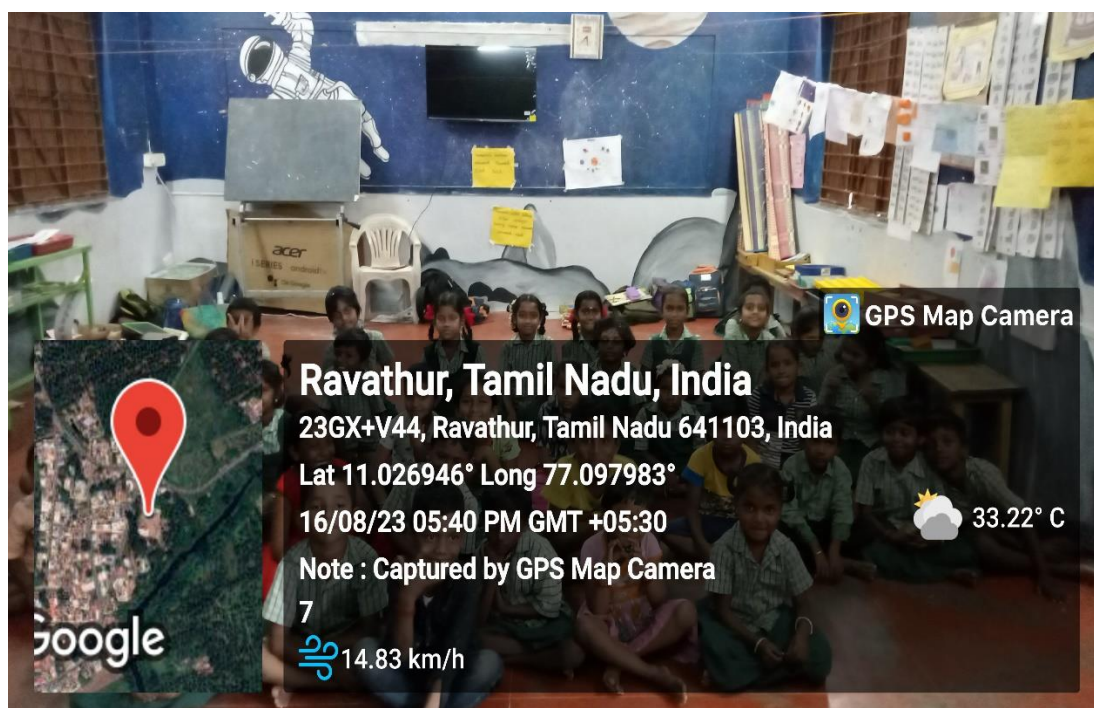 acer
GPS Map Camera
Ravathur, Tamil Nadu, India
23GX+V44, Ravathur, Tamil Nadu 641103, India
Lat 11.026946° Long 77.097983°
16/08/23 05:40 PM GMT +05:30
33.22° C
Note : Captured by GPS Map Camera
7
14.83 km/h
Google